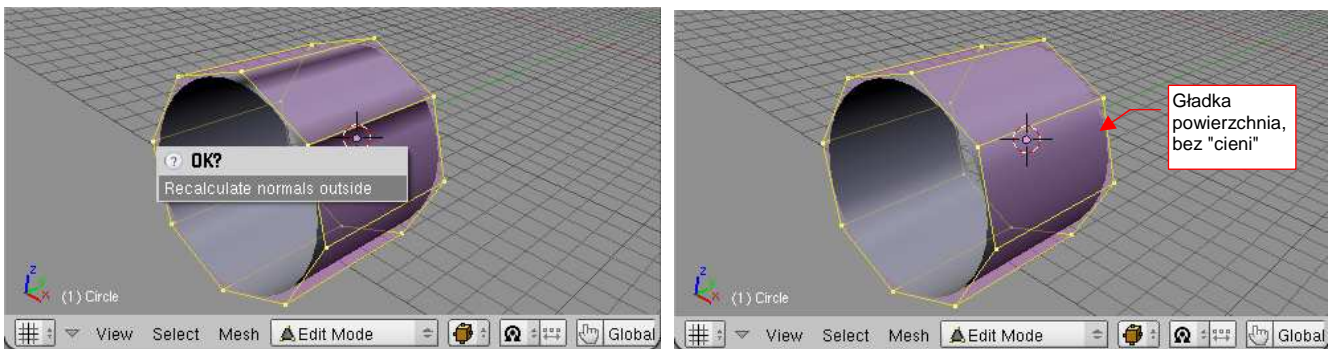 OK?
Recalculate normals outside
z
x
(1) Circle
View Select Mesh Edit Mode Global
Gładka
powierzchnia,
bez "cieni"
z
x
(1) Circle
View Select Mesh Edit Mode Global